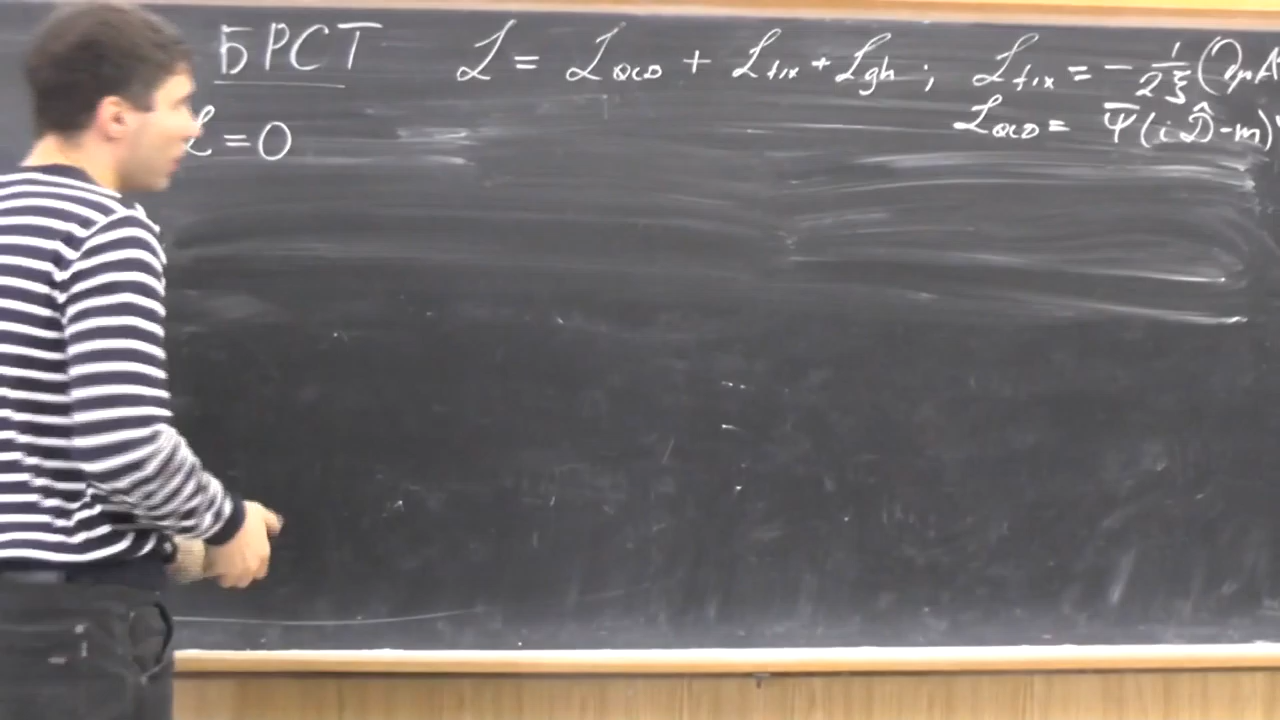 БРСТ
ℒ = ℒQCD + ℒfix + ℒgh ; ℒfix = - 1/2ξ (∂μA
ℒ = 0
ℒQCD = Ψ̄(iD̂-m)